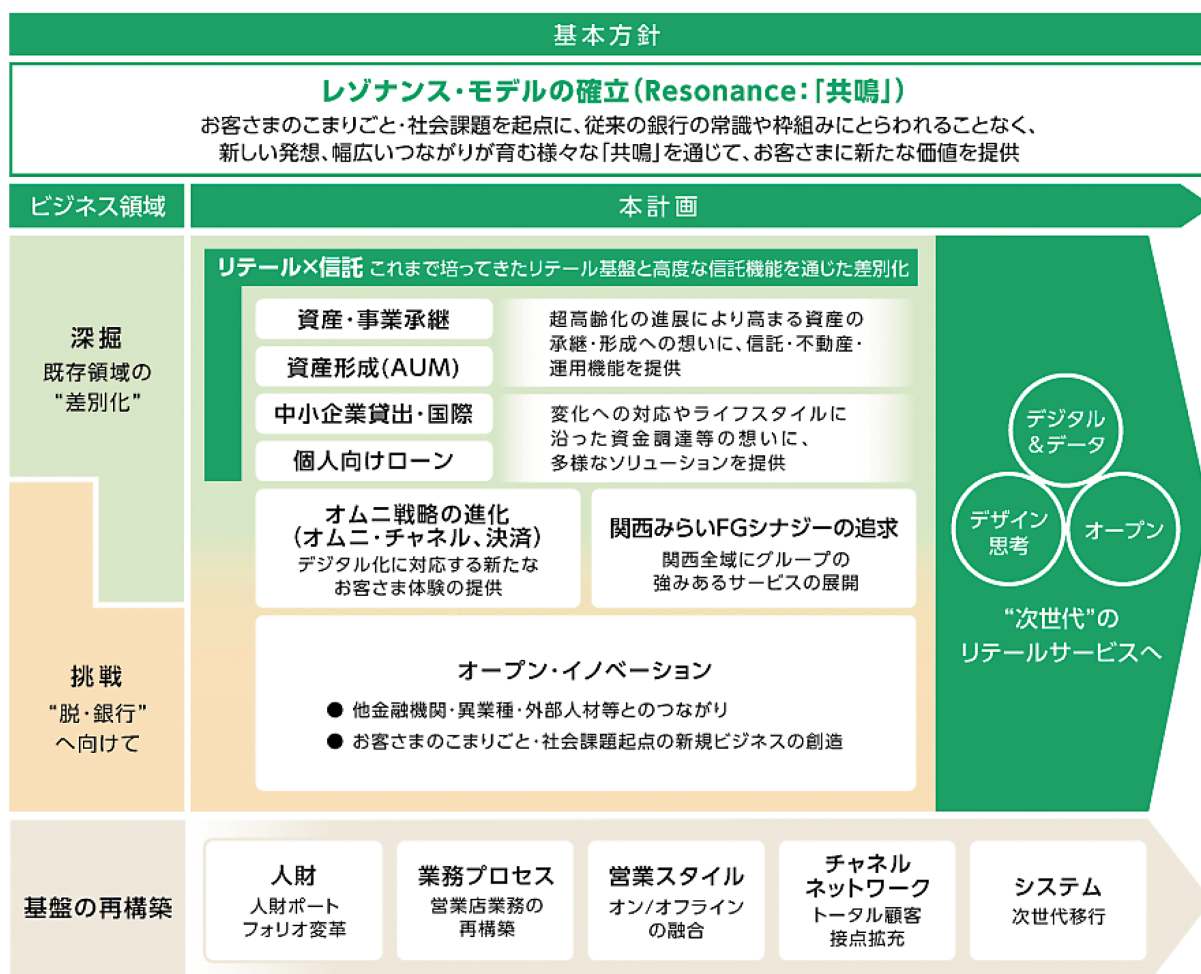 基本方針
レゾナンス・モデルの確立(Resonance:「共鳴」)
お客さまのこまりごと・社会課題を起点に、従来の銀行の常識や枠組みにとらわれることなく、
新しい発想、幅広いつながりが育む様々な「共鳴」を通じて、お客さまに新たな価値を提供
ビジネス領域
本計画
深掘
既存領域の
“差別化”
リテール×信託 これまで培ってきたリテール基盤と高度な信託機能を通じた差別化
資産・事業承継
資産形成(AUM)
超高齢化の進展により高まる資産の
承継・形成への想いに、信託・不動産・
運用機能を提供
中小企業貸出・国際
個人向けローン
変化への対応やライフスタイルに
沿った資金調達等の想いに、
多様なソリューションを提供
オムニ戦略の進化
(オムニ・チャネル、決済)
デジタル化に対応する新たな
お客さま体験の提供
関西みらいFGシナジーの追求
関西全域にグループの
強みあるサービスの展開
挑戦
“脱・銀行”
へ向けて
オープン・イノベーション
● 他金融機関・異業種・外部人材等とのつながり
● お客さまのこまりごと・社会課題起点の新規ビジネスの創造
デジタル
&データ
デザイン
思考
オープン
“次世代”の
リテールサービスへ
基盤の再構築
人財
人財ポート
フォリオ変革
業務プロセス
営業店業務の
再構築
営業スタイル
オン/オフライン
の融合
チャネル
ネットワーク
トータル顧客
接点拡充
システム
次世代移行